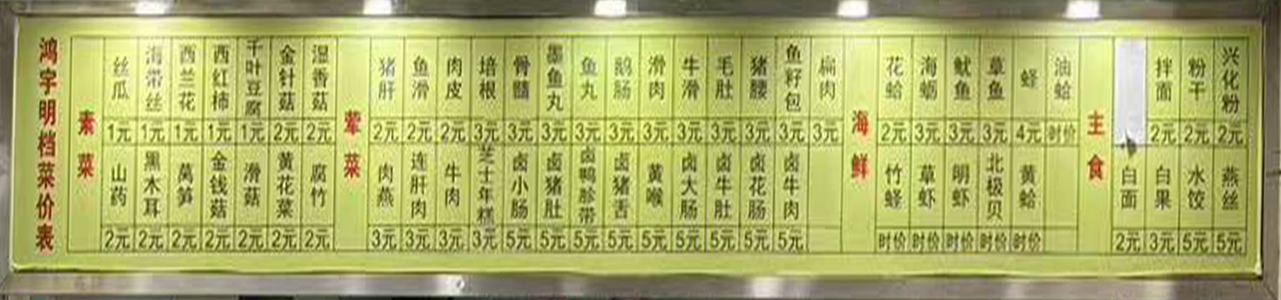 鸿字明档菜价表
素菜
丝瓜 海带丝 西兰花 西红柿 千叶豆腐 金针菇 湿香菇
1元 1元 1元 1元 1元 2元 2元
山药 黑木耳 莴笋 金钱菇 滑菇 黄花菜 腐竹
2元 2元 2元 2元 2元 2元 2元
荤菜
猪肝 鱼滑 肉皮 培根 骨髓 墨鱼丸 鱼丸 鹅肠 滑肉 牛滑 毛肚 猪腰 鱼籽包 扁肉
2元 2元 2元 3元 3元 3元 3元 3元 3元 3元 3元 3元 3元 3元
肉燕 连肝肉 牛肉 芝士年糕 卤小肠 卤猪肚 卤鸭胗带 卤猪舌 黄喉 卤大肠 卤牛肚 卤花肠 卤牛肉
3元 3元 3元 3元 5元 5元 5元 5元 5元 5元 5元 5元 5元
海鲜
花蛤 海蛎 鱿鱼 草鱼 蛏 油蛤
2元 3元 3元 3元 4元 时价
竹蛏 草虾 明虾 北极贝 黄蛤
时价 时价 时价 时价 时价
主食
拌面 粉干 兴化粉
2元 2元 2元
白面 白果 水饺 燕丝
2元 3元 5元 5元